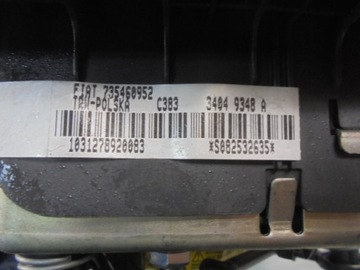 FIAT 735460952
TRW-POLSKA C383 3404 9348 A
1031278920083 *S082532635*